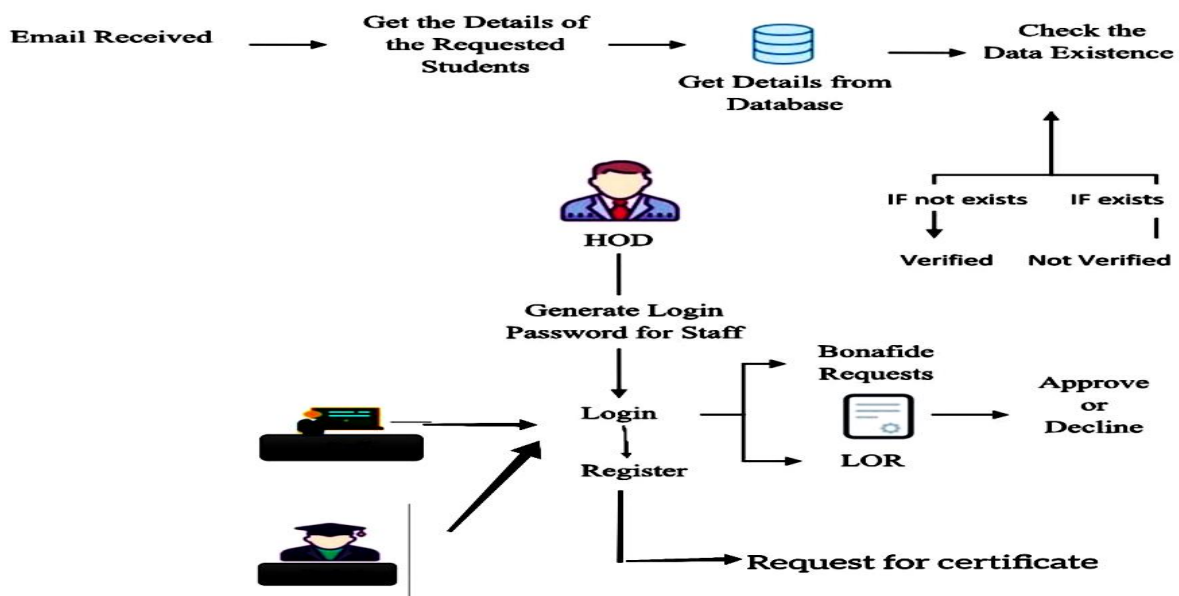 Email Received
Get the Details of
the Requested
Students
Get Details from
Database
Check the
Data Existence
IF not exists
IF exists
Verified
Not Verified
HOD
Generate Login
Password for Staff
Login
Register
Bonafide
Requests
LOR
Approve
or
Decline
Request for certificate